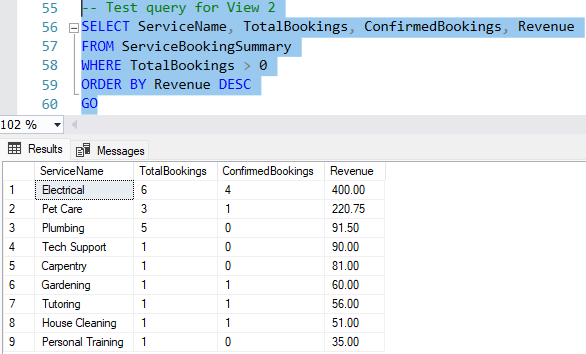 55 -- Test query for View 2
56 SELECT ServiceName, TotalBookings, ConfirmedBookings, Revenue
57 FROM ServiceBookingSummary
58 WHERE TotalBookings > 0
59 ORDER BY Revenue DESC
60 GO
102 %
Results Messages
ServiceName TotalBookings ConfirmedBookings Revenue
1 Electrical 6 4 400.00
2 Pet Care 3 1 220.75
3 Plumbing 5 0 91.50
4 Tech Support 1 0 90.00
5 Carpentry 1 0 81.00
6 Gardening 1 1 60.00
7 Tutoring 1 1 56.00
8 House Cleaning 1 1 51.00
9 Personal Training 1 0 35.00